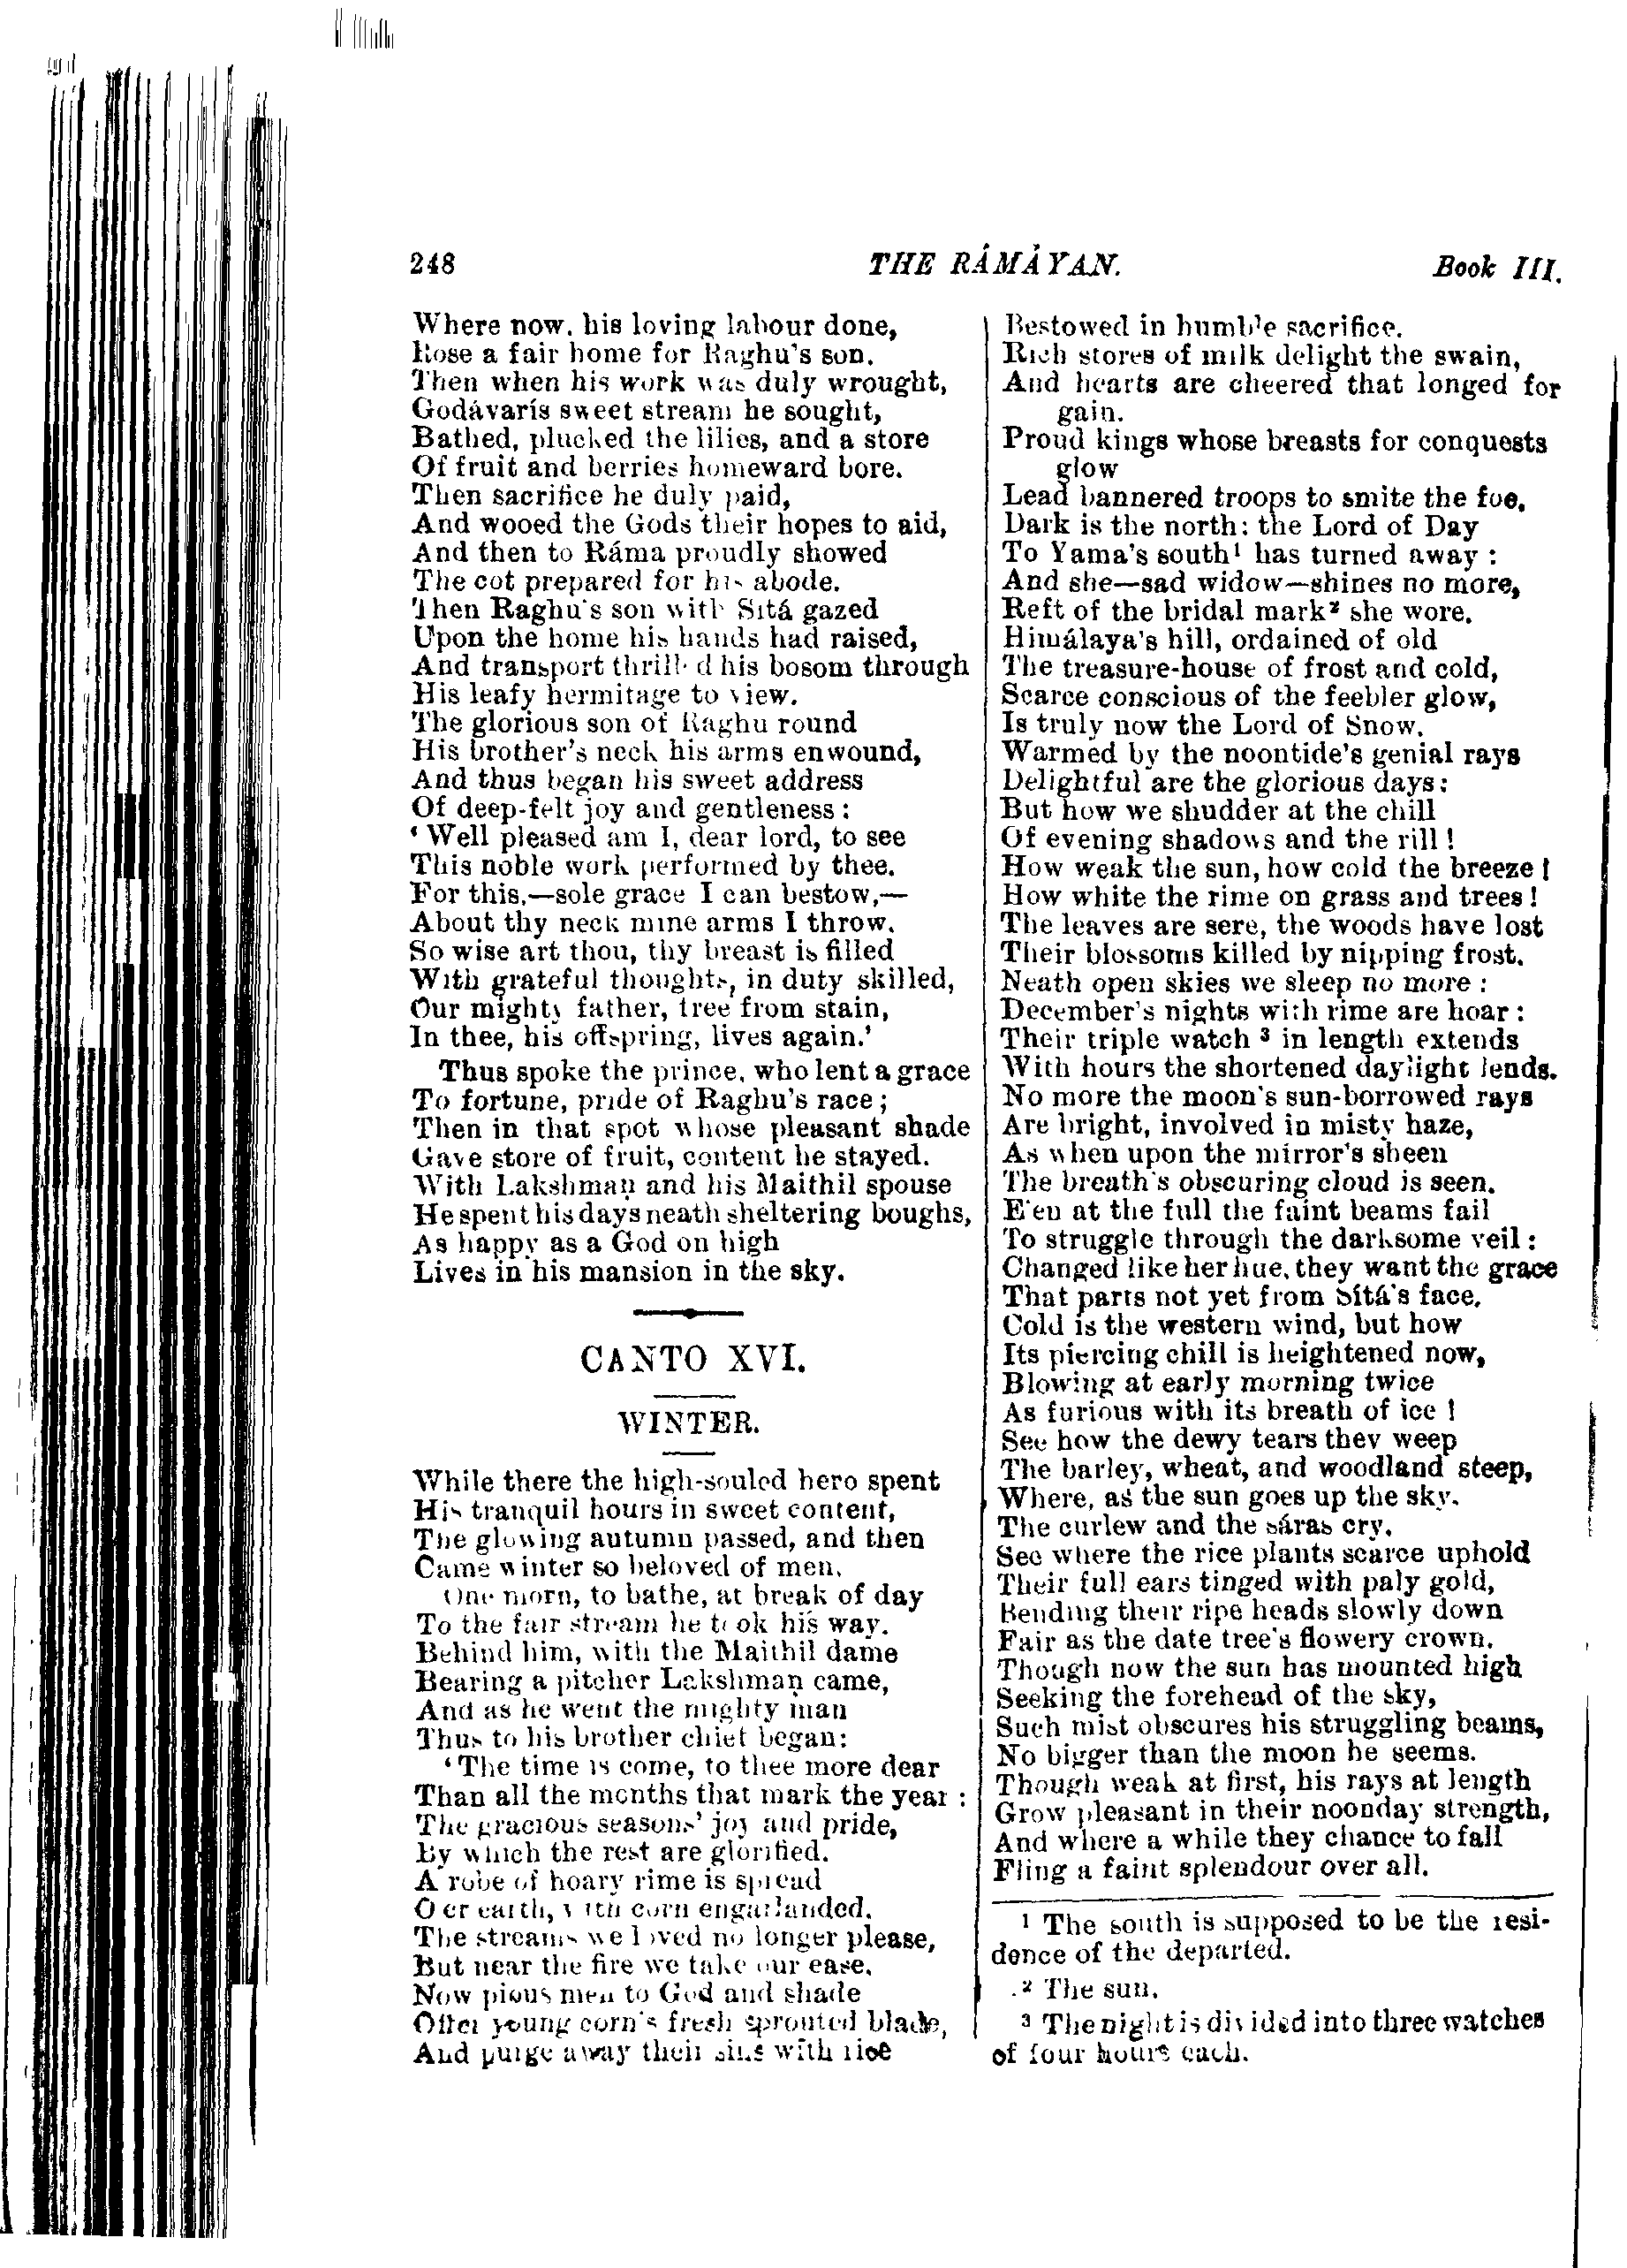 248
THE RÁMÁYAN.
Book III.
Where now, his loving labour done,
Rose a fair home for Raghu's son.
Then when his work was duly wrought,
Godávarís sweet stream he sought,
Bathed, plucked the lilies, and a store
Of fruit and berries homeward bore.
Then sacrifice he duly paid,
And wooed the Gods their hopes to aid,
And then to Ráma proudly showed
The cot prepared for his abode.
Then Raghu's son with Sítá gazed
Upon the home his hands had raised,
And transport thrilled his bosom through
His leafy hermitage to view.
The glorious son of Raghu round
His brother's neck his arms enwound,
And thus began his sweet address
Of deep-felt joy and gentleness:
'Well pleased am I, dear lord, to see
This noble work performed by thee.
For this,—sole grace I can bestow,—
About thy neck mine arms I throw.
So wise art thou, thy breast is filled
With grateful thoughts, in duty skilled,
Our mighty father, free from stain,
In thee, his offspring, lives again.'
Thus spoke the prince, who lent a grace
To fortune, pride of Raghu's race;
Then in that spot whose pleasant shade
Gave store of fruit, content he stayed.
With Lakshmaṇ and his Maithil spouse
He spent his days neath sheltering boughs,
As happy as a God on high
Lives in his mansion in the sky.
CANTO XVI.
WINTER.
While there the high-souled hero spent
His tranquil hours in sweet content,
The glowing autumn passed, and then
Came winter so beloved of men.
One morn, to bathe, at break of day
To the fair stream he took his way.
Behind him, with the Maithil dame
Bearing a pitcher Lakshmaṇ came,
And as he went the mighty man
Thus to his brother chief began:
'The time is come, to thee more dear
Than all the months that mark the year:
The gracious seasons' joy and pride,
By which the rest are glorified.
A robe of hoary rime is spread
O'er earth, with corn engarlanded.
The streams we loved no longer please,
But near the fire we take our ease.
Now pious men to God and shade
Offer young corn's fresh sprouted blade,
And purge away their sins with rice
Bestowed in humble sacrifice.
Rich stores of milk delight the swain,
And hearts are cheered that longed for
gain.
Proud kings whose breasts for conquests
glow
Lead bannered troops to smite the foe.
Dark is the north: the Lord of Day
To Yama's south¹ has turned away:
And she—sad widow—shines no more,
Reft of the bridal mark² she wore.
Himálaya's hill, ordained of old
The treasure-house of frost and cold,
Scarce conscious of the feebler glow,
Is truly now the Lord of Snow.
Warmed by the noontide's genial rays
Delightful are the glorious days:
But how we shudder at the chill
Of evening shadows and the rill!
How weak the sun, how cold the breeze!
How white the rime on grass and trees!
The leaves are sere, the woods have lost
Their blossoms killed by nipping frost.
Neath open skies we sleep no more:
December's nights with rime are hoar:
Their triple watch ³ in length extends
With hours the shortened daylight lends.
No more the moon's sun-borrowed rays
Are bright, involved in misty haze,
As when upon the mirror's sheen
The breath's obscuring cloud is seen.
E'en at the full the faint beams fail
To struggle through the darksome veil:
Changed like her hue, they want the grace
That parts not yet from Sítá's face.
Cold is the western wind, but how
Its piercing chill is heightened now,
Blowing at early morning twice
As furious with its breath of ice!
See how the dewy tears they weep
The barley, wheat, and woodland steep,
Where, as the sun goes up the sky.
The curlew and the sáras cry.
See where the rice plants scarce uphold
Their full ears tinged with paly gold,
Bending their ripe heads slowly down
Fair as the date tree's flowery crown.
Though now the sun has mounted high
Seeking the forehead of the sky,
Such mist obscures his struggling beams,
No bigger than the moon he seems.
Though weak at first, his rays at length
Grow pleasant in their noonday strength,
And where a while they chance to fall
Fling a faint splendour over all.
¹ The south is supposed to be the resi-
dence of the departed.
² The sun.
³ The night is divided into three watches
of four hours each.